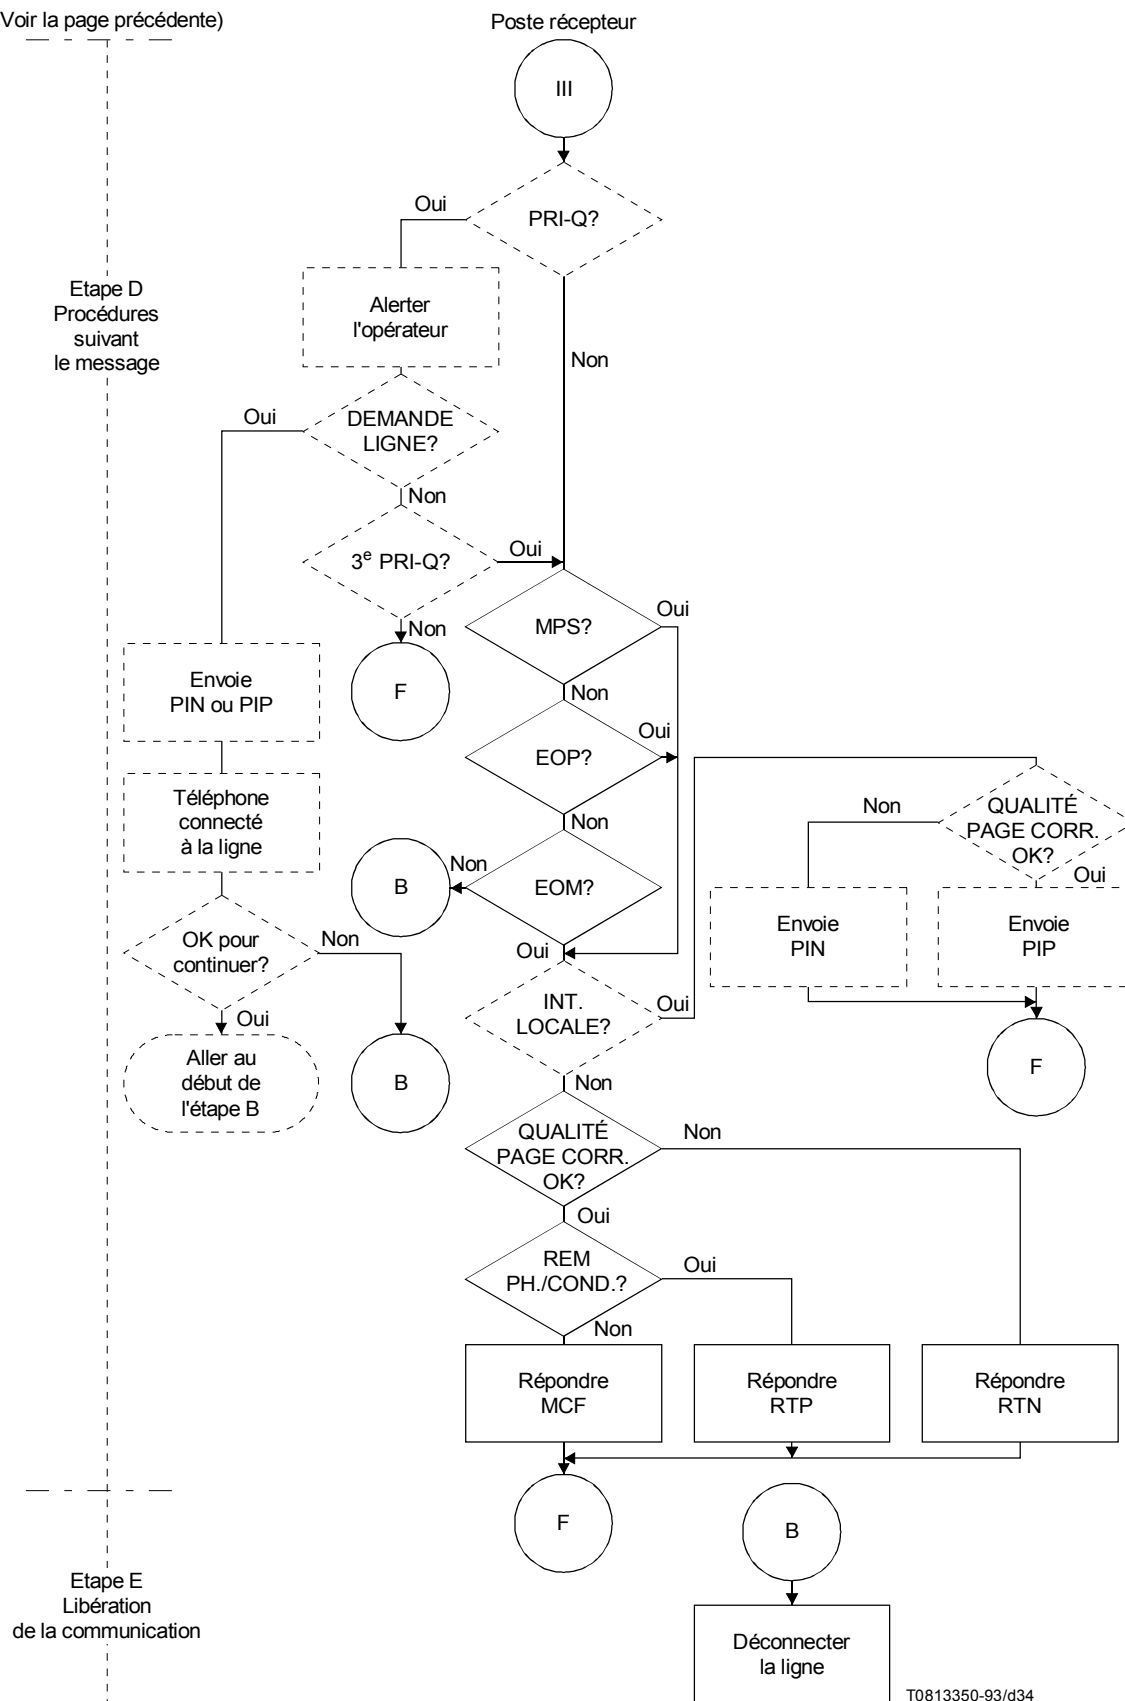 Voir la page précédente)
Poste récepteur
III
PRI-Q?
Oui
Non
Alerter
l'opérateur
Etape D
Procédures
suivant
le message
DEMANDE
LIGNE?
Oui
Non
3e PRI-Q?
Oui
Non
F
MPS?
Oui
Non
Envoie
PIN ou PIP
EOP?
Oui
Non
Téléphone
connecté
à la ligne
QUALITÉ
PAGE CORR.
OK?
Non
Oui
EOM?
Non
B
Oui
Envoie
PIN
Envoie
PIP
OK pour
continuer?
Non
Oui
INT.
LOCALE?
Oui
Non
F
Aller au
début de
l'étape B
B
QUALITÉ
PAGE CORR.
OK?
Non
Oui
REM
PH./COND.?
Oui
Non
Répondre
MCF
Répondre
RTP
Répondre
RTN
F
B
Etape E
Libération
de la communication
Déconnecter
la ligne
T0813350-93/d34